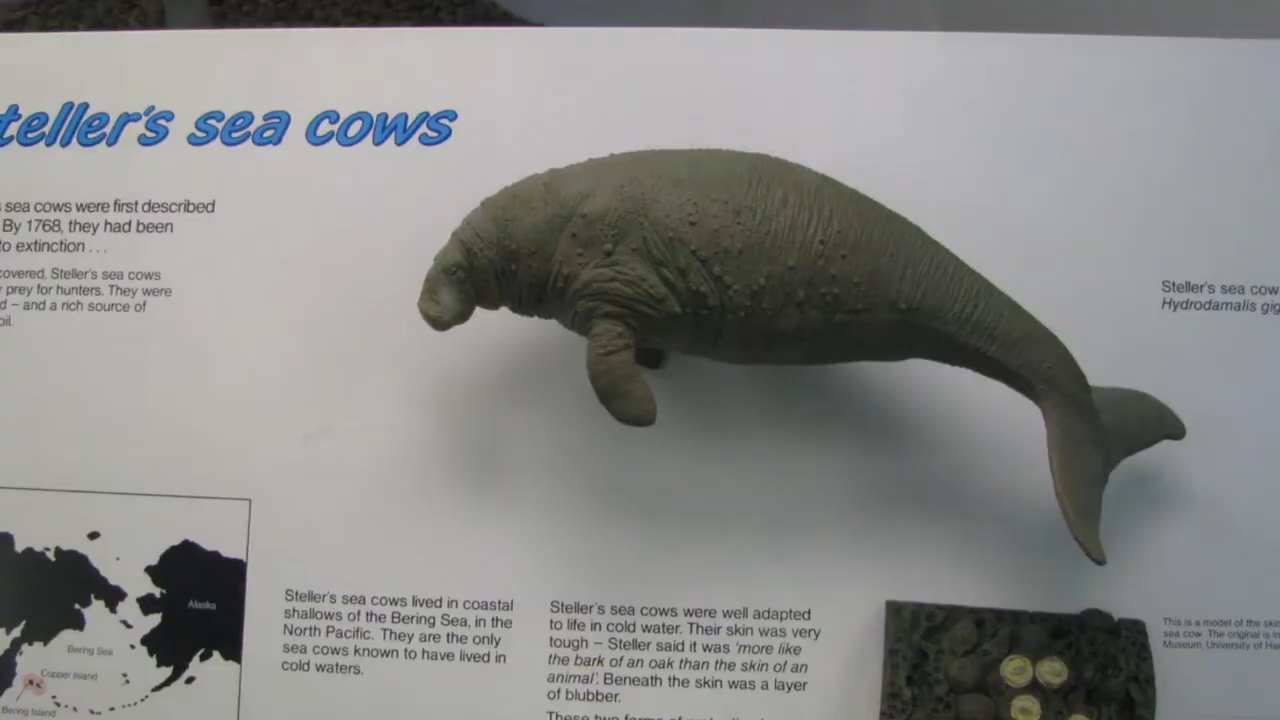 teller's sea cows
sea cows were first described
By 1768, they had been
to extinction ...
covered, Steller's sea cows
prey for hunters. They were
d – and a rich source of
oil.
Steller's sea cow
Hydrodamalis gig
Alaska
Bering Sea
Copper Island
Bering Island
Steller's sea cows lived in coastal
shallows of the Bering Sea, in the
North Pacific. They are the only
sea cows known to have lived in
cold waters.
Steller's sea cows were well adapted
to life in cold water. Their skin was very
tough – Steller said it was 'more like
the bark of an oak than the skin of an
animal'. Beneath the skin was a layer
of blubber.
These two forms of
This is a model of the skin
sea cow. The original is in
Museum, University of Ha